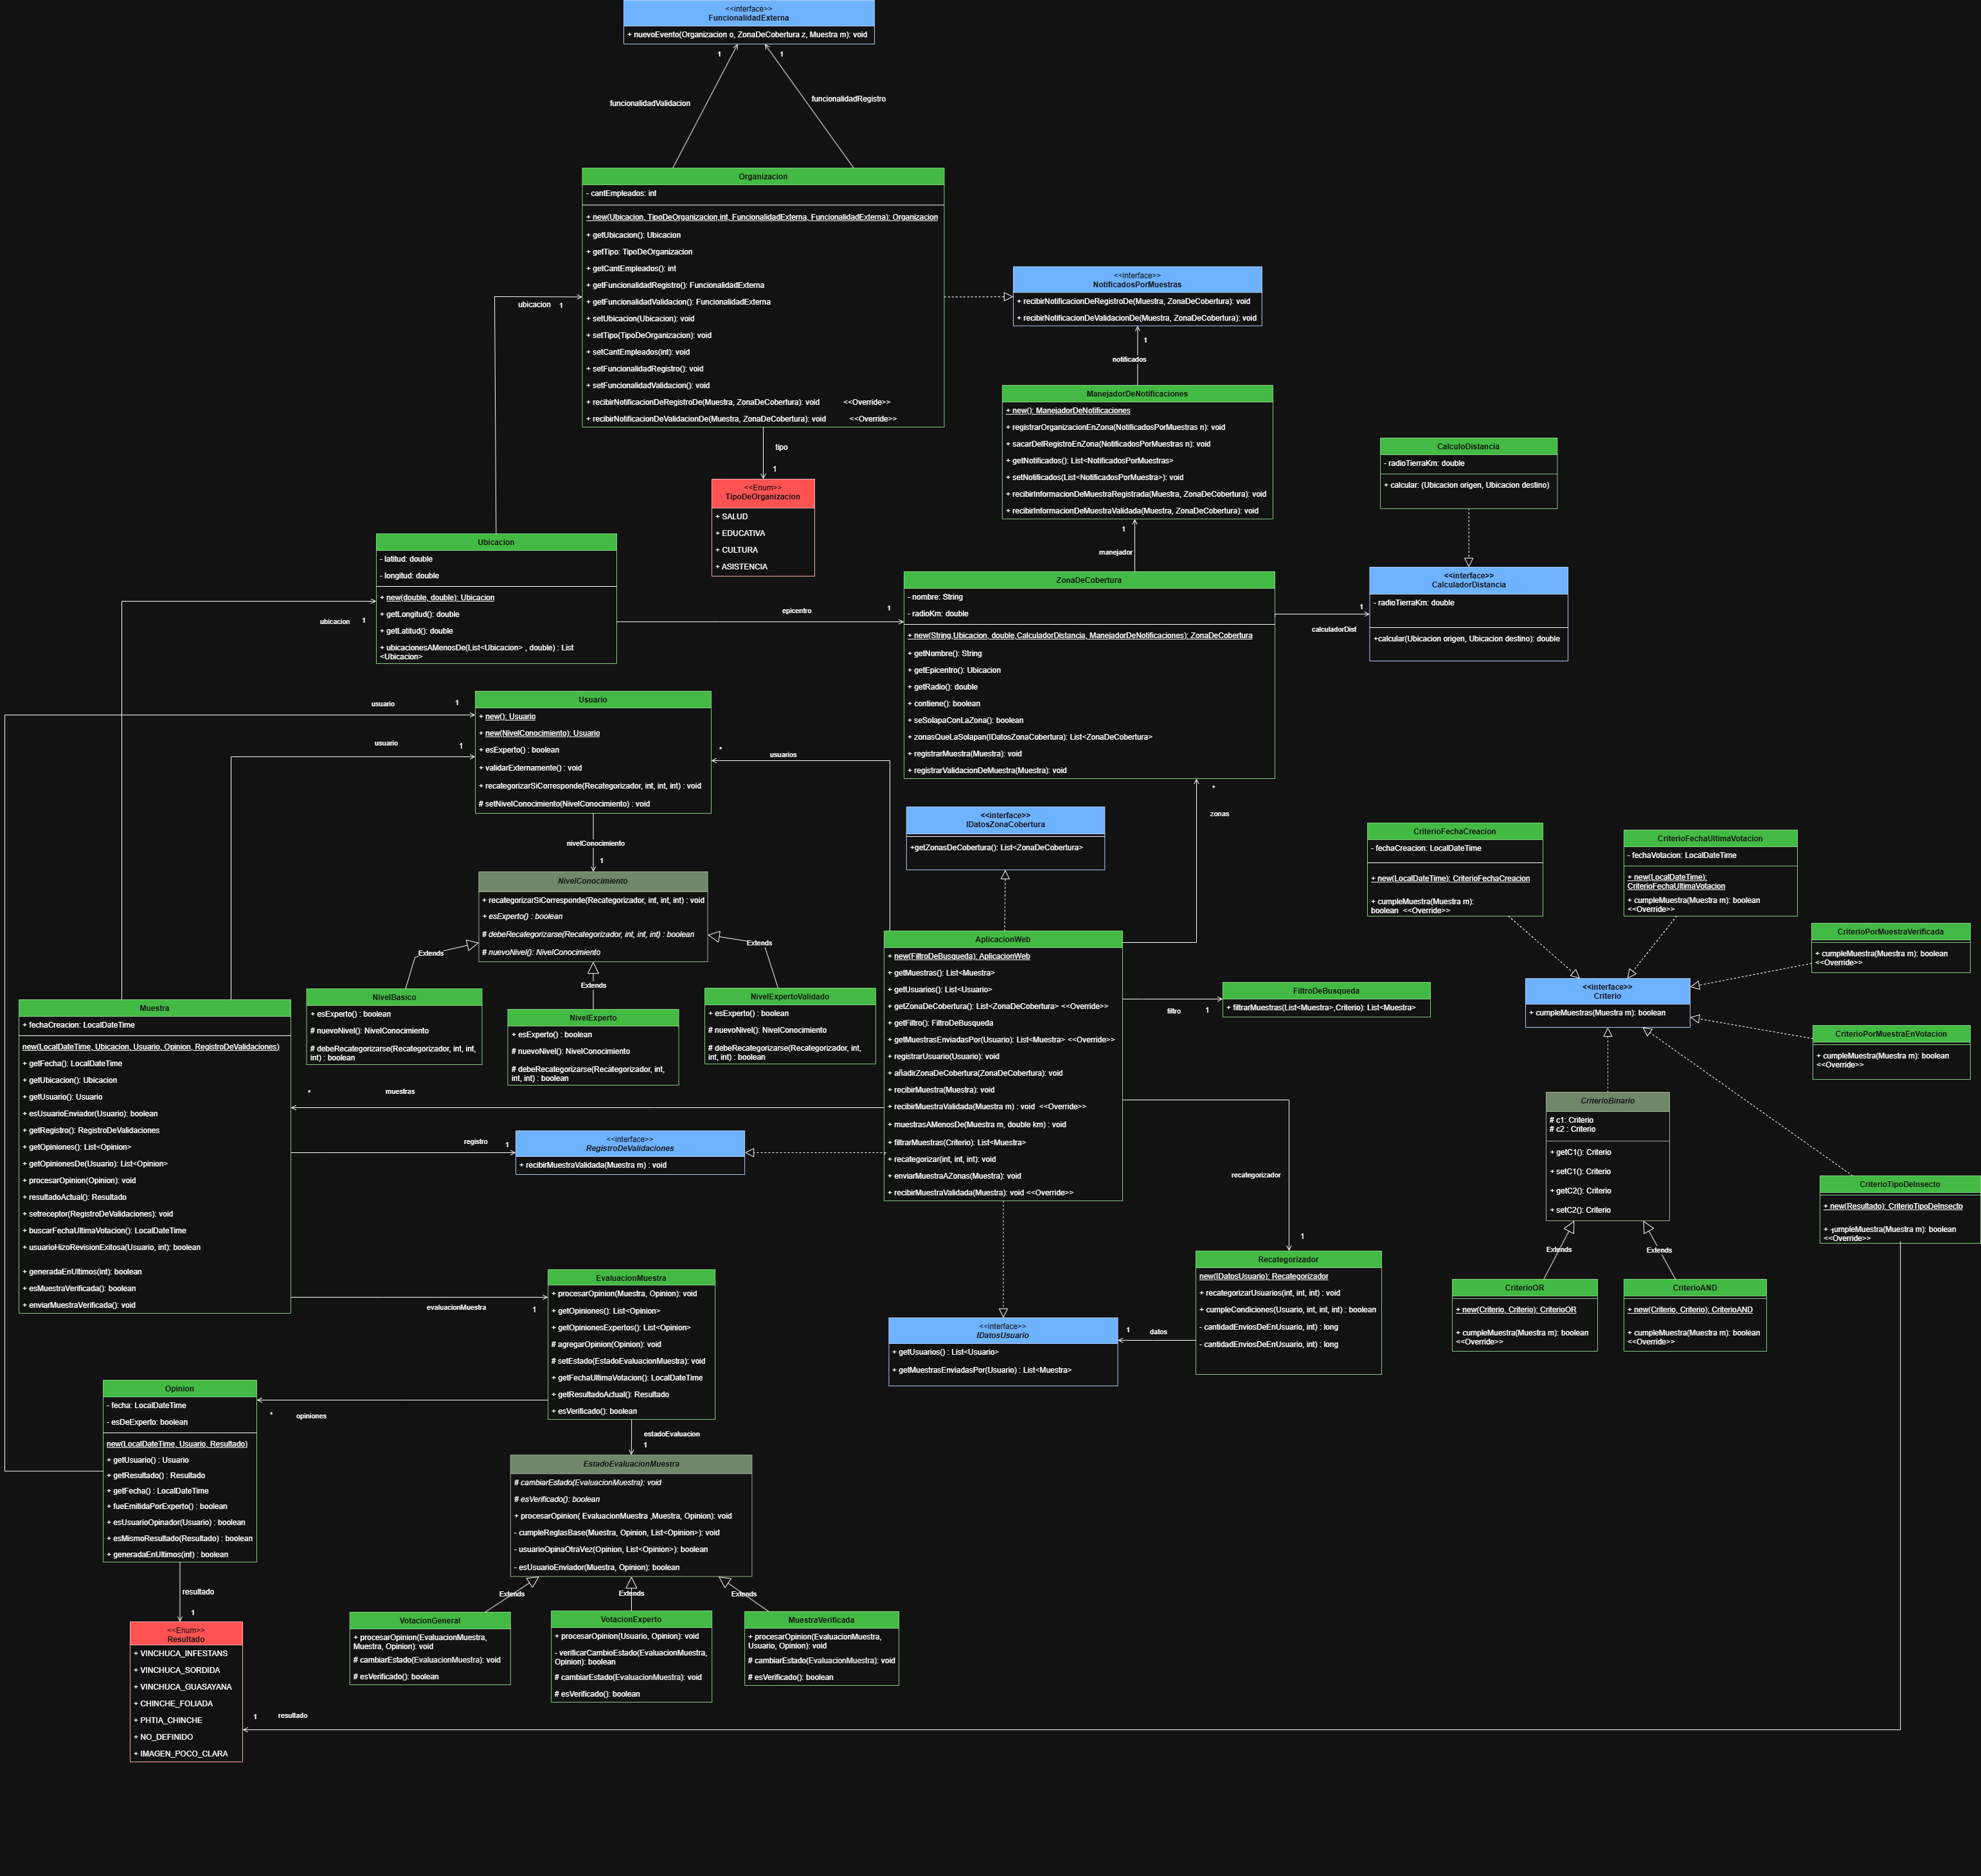 <<interface>>
FuncionalidadExterna
+ nuevoEvento(Organizacion o, ZonaDeCobertura z, Muestra m): void
1
1
funcionalidadValidacion
funcionalidadRegistro
Organizacion
- cantEmpleados: int
+ new(Ubicacion, TipoDeOrganizacion,int, FuncionalidadExterna, FuncionalidadExterna): Organizacion
+ getUbicacion(): Ubicacion
+ getTipo: TipoDeOrganizacion
+ getCantEmpleados(): int
+ getFuncionalidadRegistro(): FuncionalidadExterna
+ getFuncionalidadValidacion(): FuncionalidadExterna
+ setUbicacion(Ubicacion): void
+ setTipo(TipoDeOrganizacion): void
+ setCantEmpleados(int): void
+ setFuncionalidadRegistro(): void
+ setFuncionalidadValidacion(): void
+ recibirNotificacionDeRegistroDe(Muestra, ZonaDeCobertura): void <<Override>>
+ recibirNotificacionDeValidacionDe(Muestra, ZonaDeCobertura): void <<Override>>
ubicacion
1
<<interface>>
NotificadosPorMuestras
+ recibirNotificacionDeRegistroDe(Muestra, ZonaDeCobertura): void
+ recibirNotificacionDeValidacionDe(Muestra, ZonaDeCobertura): void
1
notificados
tipo
1
<<Enum>>
TipoDeOrganizacion
+ SALUD
+ EDUCATIVA
+ CULTURA
+ ASISTENCIA
ManejadorDeNotificaciones
+ new(): ManejadorDeNotificaciones
+ registrarOrganizacionEnZona(NotificadosPorMuestras n): void
+ sacarDelRegistroEnZona(NotificadosPorMuestras n): void
+ getNotificados(): List<NotificadosPorMuestras>
+ setNotificados(List<NotificadosPorMuestra>): void
+ recibirInformacionDeMuestraRegistrada(Muestra, ZonaDeCobertura): void
+ recibirInformacionDeMuestraValidada(Muestra, ZonaDeCobertura): void
1
manejador
CalculoDistancia
- radioTierraKm: double
+ calcular: (Ubicacion origen, Ubicacion destino)
<<interface>>
CalculadorDistancia
- radioTierraKm: double
+calcular(Ubicacion origen, Ubicacion destino): double
1
calculadorDist
Ubicacion
- latitud: double
- longitud: double
+ new(double, double): Ubicacion
+ getLongitud(): double
+ getLatitud(): double
+ ubicacionesAMenosDe(List<Ubicacion> , double) : List
<Ubicacion>
ubicacion
1
epicentro
1
ZonaDeCobertura
- nombre: String
- radioKm: double
+ new(String,Ubicacion, double,CalculadorDistancia, ManejadorDeNotificaciones): ZonaDeCobertura
+ getNombre(): String
+ getEpicentro(): Ubicacion
+ getRadio(): double
+ contiene(): boolean
+ seSolapaConLaZona(): boolean
+ zonasQueLaSolapan(IDatosZonaCobertura): List<ZonaDeCobertura>
+ registrarMuestra(Muestra): void
+ registrarValidacionDeMuestra(Muestra): void
*
zonas
usuario
1
usuario
1
Usuario
+ new(): Usuario
+ new(NivelConocimiento): Usuario
+ esExperto() : boolean
+ validarExternamente() : void
+ recategorizarSiCorresponde(Recategorizador, int, int, int) : void
# setNivelConocimiento(NivelConocimiento) : void
*
usuarios
nivelConocimiento
1
NivelConocimiento
+ recategorizarSiCorresponde(Recategorizador, int, int, int) : void
+ esExperto() : boolean
# debeRecategorizarse(Recategorizador, int, int, int) : boolean
# nuevoNivel(): NivelConocimiento
Extends
Extends
Extends
NivelBasico
+ esExperto() : boolean
# nuevoNivel(): NivelConocimiento
# debeRecategorizarse(Recategorizador, int, int,
int) : boolean
NivelExperto
+ esExperto() : boolean
# nuevoNivel(): NivelConocimiento
# debeRecategorizarse(Recategorizador, int,
int, int) : boolean
NivelExpertoValidado
+ esExperto() : boolean
# nuevoNivel(): NivelConocimiento
# debeRecategorizarse(Recategorizador, int,
int, int) : boolean
<<interface>>
IDatosZonaCobertura
+getZonasDeCobertura(): List<ZonaDeCobertura>
AplicacionWeb
+ new(FiltroDeBusqueda): AplicacionWeb
+ getMuestras(): List<Muestra>
+ getUsuarios(): List<Usuario>
+ getZonaDeCobertura(): List<ZonaDeCobertura> <<Override>>
+ getFiltro(): FiltroDeBusqueda
+ getMuestrasEnviadasPor(Usuario): List<Muestra> <<Override>>
+ registrarUsuario(Usuario): void
+ añadirZonaDeCobertura(ZonaDeCobertura): void
+ recibirMuestra(Muestra): void
+ recibirMuestraValidada(Muestra m) : void <<Override>>
+ muestrasAMenosDe(Muestra m, double km) : void
+ filtrarMuestras(Criterio): List<Muestra>
+ recategorizar(int, int, int): void
+ enviarMuestraAZonas(Muestra): void
+ recibirMuestraValidada(Muestra): void <<Override>>
filtro
1
FiltroDeBusqueda
+ filtrarMuestras(List<Muestra>,Criterio): List<Muestra>
CriterioFechaCreacion
- fechaCreacion: LocalDateTime
+ new(LocalDateTime): CriterioFechaCreacion
+ cumpleMuestra(Muestra m):
boolean <<Override>>
CriterioFechaUltimaVotacion
- fechaVotacion: LocalDateTime
+ new(LocalDateTime):
CriterioFechaUltimaVotacion
+ cumpleMuestra(Muestra m): boolean
<<Override>>
CriterioPorMuestraVerificada
+ cumpleMuestra(Muestra m): boolean
<<Override>>
<<interface>>
Criterio
+ cumpleMuestras(Muestra m): boolean
CriterioPorMuestraEnVotacion
+ cumpleMuestra(Muestra m): boolean
<<Override>>
CriterioBinario
# c1: Criterio
# c2 : Criterio
+ getC1(): Criterio
+ setC1(): Criterio
+ getC2(): Criterio
+ setC2(): Criterio
Extends
Extends
CriterioTipoDeInsecto
+ new(Resultado): CriterioTipoDeInsecto
+ cumpleMuestra(Muestra m): boolean
<<Override>>
1
CriterioOR
+ new(Criterio, Criterio): CriterioOR
+ cumpleMuestra(Muestra m): boolean
<<Override>>
CriterioAND
+ new(Criterio, Criterio): CriterioAND
+ cumpleMuestra(Muestra m): boolean
<<Override>>
Muestra
+ fechaCreacion: LocalDateTime
new(LocalDateTime, Ubicacion, Usuario, Opinion, RegistroDeValidaciones)
+ getFecha(): LocalDateTime
+ getUbicacion(): Ubicacion
+ getUsuario(): Usuario
+ esUsuarioEnviador(Usuario): boolean
+ getRegistro(): RegistroDeValidaciones
+ getOpiniones(): List<Opinion>
+ getOpinionesDe(Usuario): List<Opinion>
+ procesarOpinion(Opinion): void
+ resultadoActual(): Resultado
+ setreceptor(RegistroDeValidaciones): void
+ buscarFechaUltimaVotacion(): LocalDateTime
+ usuarioHizoRevisionExitosa(Usuario, int): boolean
+ generadaEnUltimos(int): boolean
+ esMuestraVerificada(): boolean
+ enviarMuestraVerificada(): void
*
muestras
registro
1
<<interface>>
RegistroDeValidaciones
+ recibirMuestraValidada(Muestra m) : void
recategorizador
1
Recategorizador
new(IDatosUsuario): Recategorizador
+ recategorizarUsuarios(int, int, int) : void
+ cumpleCondiciones(Usuario, int, int, int) : boolean
- cantidadEnviosDeEnUsuario, int) : long
- cantidadEnviosDeEnUsuario, int) : long
1
datos
<<interface>>
IDatosUsuario
+ getUsuarios() : List<Usuario>
+ getMuestrasEnviadasPor(Usuario) : List<Muestra>
evaluacionMuestra
1
EvaluacionMuestra
+ procesarOpinion(Muestra, Opinion): void
+ getOpiniones(): List<Opinion>
+ getOpinionesExpertos(): List<Opinion>
# agregarOpinion(Opinion): void
# setEstado(EstadoEvaluacionMuestra): void
+ getFechaUltimaVotacion(): LocalDateTime
+ getResultadoActual(): Resultado
+ esVerificado(): boolean
*
opiniones
estadoEvaluacion
1
Opinion
- fecha: LocalDateTime
- esDeExperto: boolean
new(LocalDateTime, Usuario, Resultado)
+ getUsuario() : Usuario
+ getResultado() : Resultado
+ getFecha() : LocalDateTime
+ fueEmitidaPorExperto() : boolean
+ esUsuarioOpinador(Usuario) : boolean
+ esMismoResultado(Resultado) : boolean
+ generadaEnUltimos(int) : boolean
EstadoEvaluacionMuestra
# cambiarEstado(EvaluacionMuestra): void
# esVerificado(): boolean
+ procesarOpinion( EvaluacionMuestra ,Muestra, Opinion): void
- cumpleReglasBase(Muestra, Opinion, List<Opinion>): void
- usuarioOpinaOtraVez(Opinion, List<Opinion>): boolean
- esUsuarioEnviador(Muestra, Opinion): boolean
Extends
Extends
Extends
VotacionGeneral
+ procesarOpinion(EvaluacionMuestra,
Muestra, Opinion): void
# cambiarEstado(EvaluacionMuestra): void
# esVerificado(): boolean
VotacionExperto
+ procesarOpinion(Usuario, Opinion): void
- verificarCambioEstado(EvaluacionMuestra,
Opinion): boolean
# cambiarEstado(EvaluacionMuestra): void
# esVerificado(): boolean
MuestraVerificada
+ procesarOpinion(EvaluacionMuestra,
Usuario, Opinion): void
# cambiarEstado(EvaluacionMuestra): void
# esVerificado(): boolean
resultado
1
<<Enum>>
Resultado
+ VINCHUCA_INFESTANS
+ VINCHUCA_SORDIDA
+ VINCHUCA_GUASAYANA
+ CHINCHE_FOLIADA
+ PHTIA_CHINCHE
+ NO_DEFINIDO
+ IMAGEN_POCO_CLARA
1
resultado